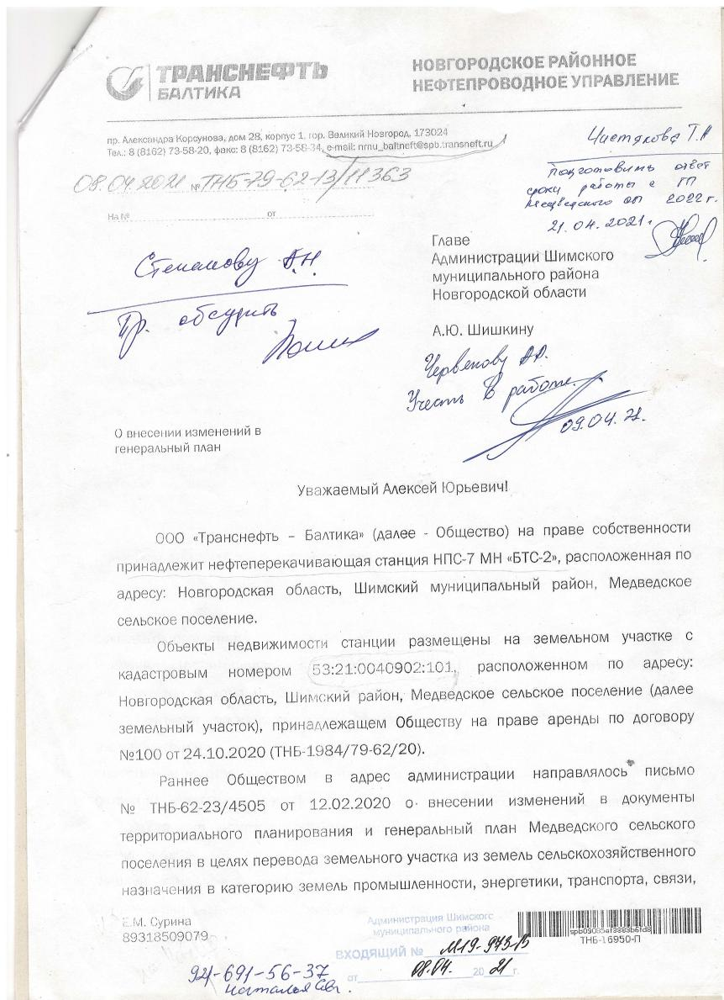 ТРАНСНЕФТЬ
БАЛТИКА
НОВГОРОДСКОЕ РАЙОННОЕ
НЕФТЕПРОВОДНОЕ УПРАВЛЕНИЕ
пр. Александра Корсунова, дом 28, корпус 1, гор. Великий Новгород, 173024
Тел.: 8 (8162) 73-58-20, факс: 8 (8162) 73-58-34, e-mail: nrnu_baltneft@spb.transneft.ru
08.04.2021 № ТНБ-79-62-13/11363
На № от
Чистякова Т.Н
Подготовить ответ
сроки работы с ГП
Медведского сп 2022 г.
21.04.2021г.
Степанову А.Н.
Пр. обсудить
Главе
Администрации Шимского
муниципального района
Новгородской области
А.Ю. Шишкину
Червекову
Учесть в работе.
09.04.21.
О внесении изменений в
генеральный план
Уважаемый Алексей Юрьевич!
ООО «Транснефть – Балтика» (далее - Общество) на праве собственности
принадлежит нефтеперекачивающая станция НПС-7 МН «БТС-2», расположенная по
адресу: Новгородская область, Шимский муниципальный район, Медведское
сельское поселение.
Объекты недвижимости станции размещены на земельном участке с
кадастровым номером 53:21:0040902:101, расположенном по адресу:
Новгородская область, Шимский район, Медведское сельское поселение (далее
земельный участок), принадлежащем Обществу на праве аренды по договору
№100 от 24.10.2020 (ТНБ-1984/79-62/20).
Раннее Обществом в адрес администрации направлялось письмо
№ ТНБ-62-23/4505 от 12.02.2020 о внесении изменений в документы
территориального планирования и генеральный план Медведского сельского
поселения в целях перевода земельного участка из земель сельскохозяйственного
назначения в категорию земель промышленности, энергетики, транспорта, связи,
Е.М. Сурина
89318509079
Администрация Шимского
муниципального района
ВХОДЯЩИЙ № М19-973-В
от 08.04. 2021 г.
ТНБ-16950-П
921-691-56-37